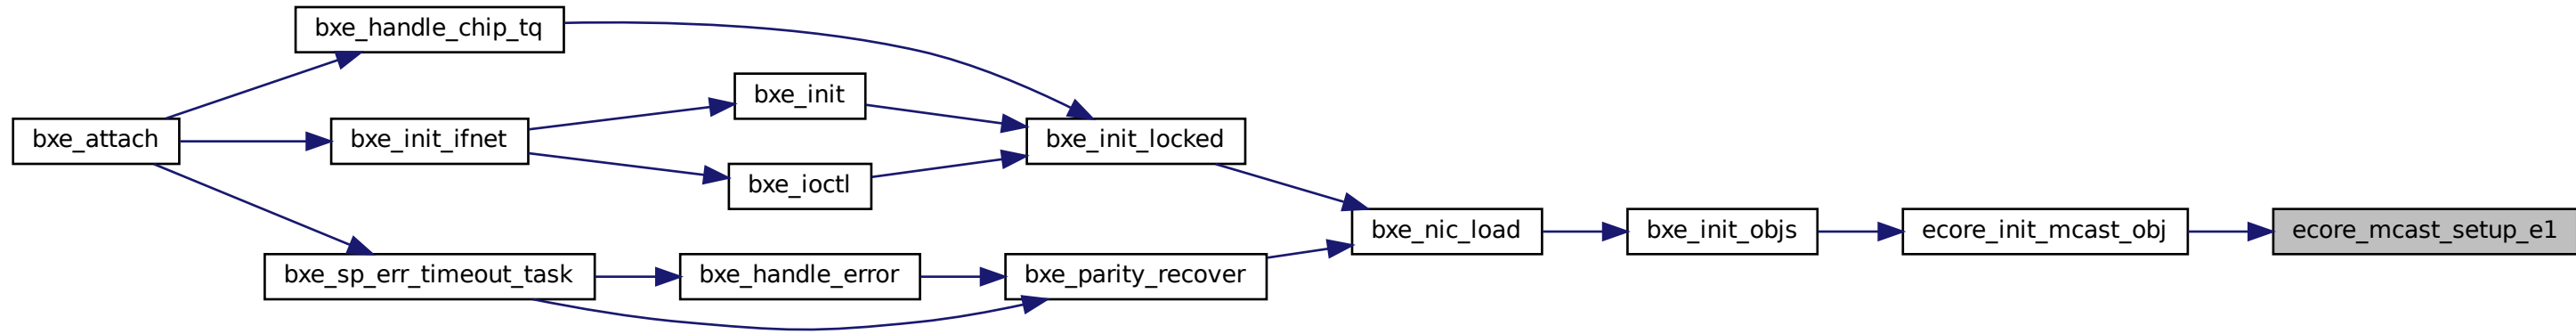 bxe_handle_chip_tq
bxe_init
bxe_attach
bxe_init_ifnet
bxe_init_locked
bxe_ioctl
bxe_nic_load
bxe_init_objs
ecore_init_mcast_obj
ecore_mcast_setup_e1
bxe_sp_err_timeout_task
bxe_handle_error
bxe_parity_recover